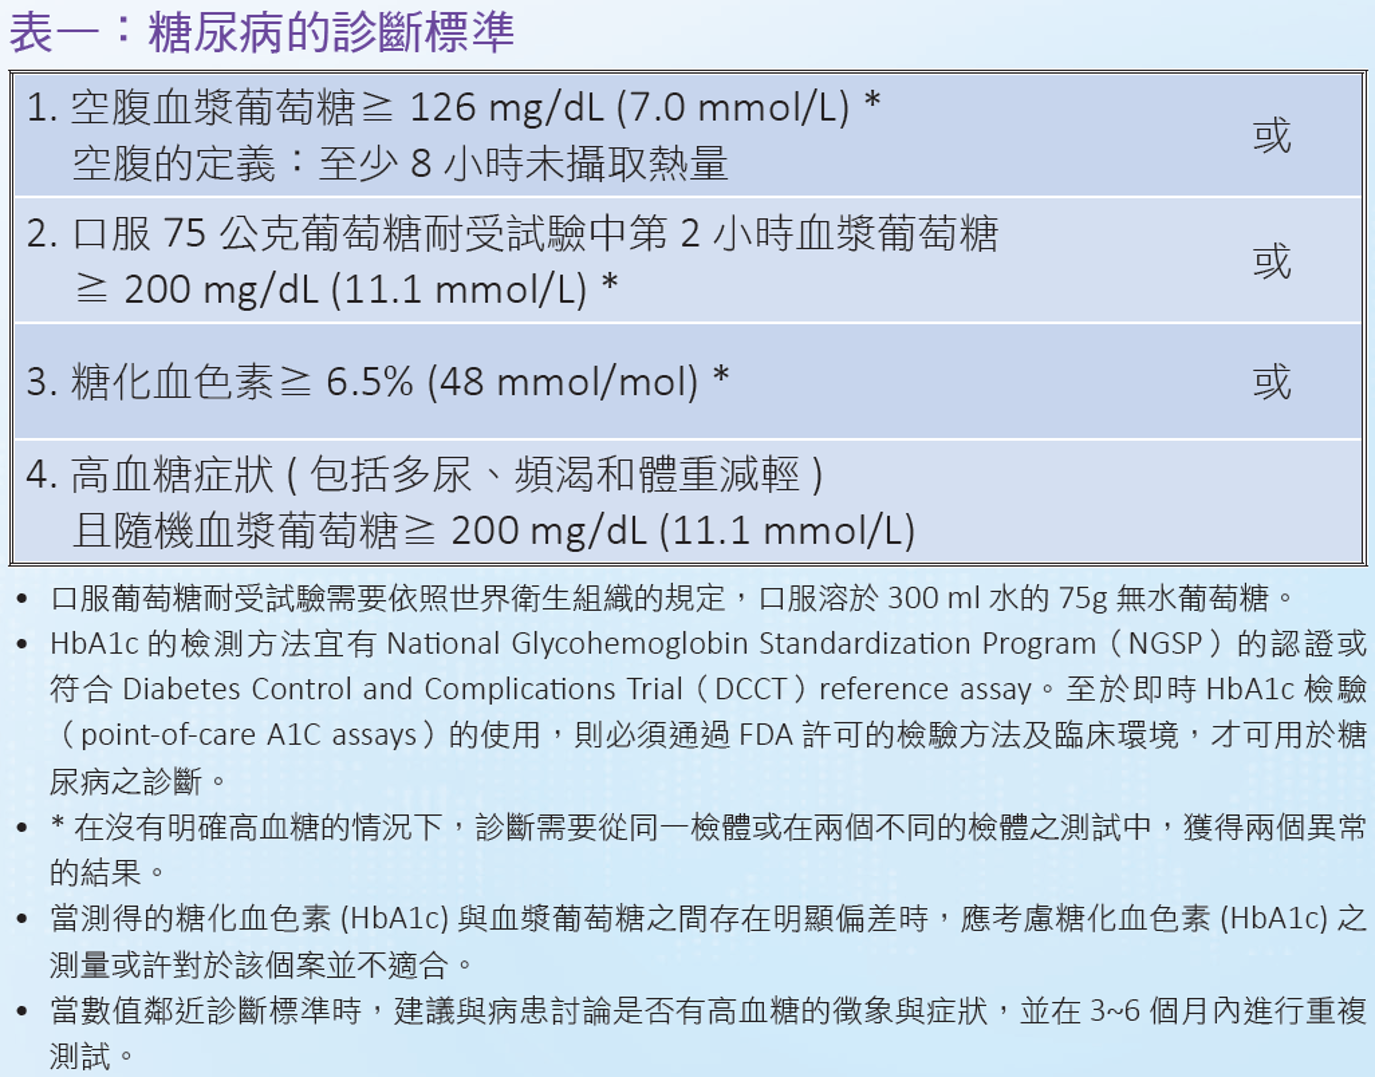 表一：糖尿病的診斷標準
1. 空腹血漿葡萄糖≧ 126 mg/dL (7.0 mmol/L) *
空腹的定義：至少 8 小時未攝取熱量
或
2. 口服 75 公克葡萄糖耐受試驗中第 2 小時血漿葡萄糖
≧ 200 mg/dL (11.1 mmol/L) *
或
3. 糖化血色素≧ 6.5% (48 mmol/mol) *
或
4. 高血糖症狀 ( 包括多尿、頻渴和體重減輕 )
且隨機血漿葡萄糖≧ 200 mg/dL (11.1 mmol/L)
• 口服葡萄糖耐受試驗需要依照世界衛生組織的規定，口服溶於 300 ml 水的 75g 無水葡萄糖。
• HbA1c 的檢測方法宜有 National Glycohemoglobin Standardization Program（NGSP）的認證或
符合 Diabetes Control and Complications Trial（DCCT）reference assay。至於即時 HbA1c 檢驗
（point-of-care A1C assays）的使用，則必須通過 FDA 許可的檢驗方法及臨床環境，才可用於糖
尿病之診斷。
• * 在沒有明確高血糖的情況下，診斷需要從同一檢體或在兩個不同的檢體之測試中，獲得兩個異常
的結果。
• 當測得的糖化血色素 (HbA1c) 與血漿葡萄糖之間存在明顯偏差時，應考慮糖化血色素 (HbA1c) 之
測量或許對於該個案並不適合。
• 當數值鄰近診斷標準時，建議與病患討論是否有高血糖的徵象與症狀，並在 3~6 個月內進行重複
測試。